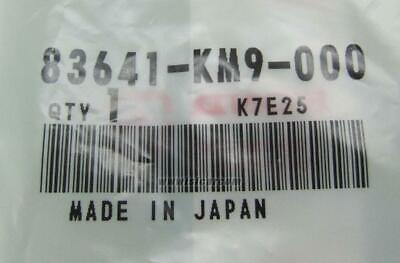 83641-KM9-000
QTY 1 K7E25
MADE IN JAPAN